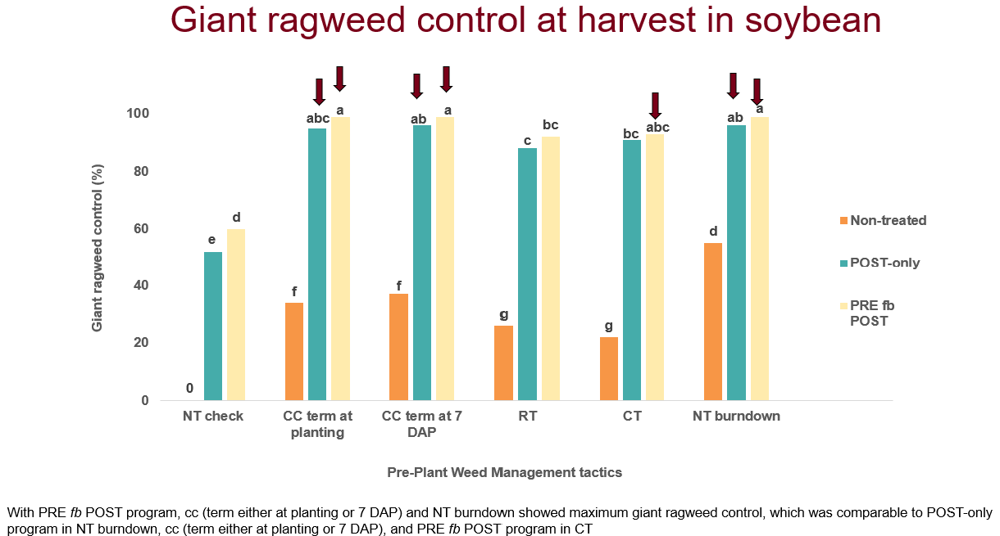 Giant ragweed control at harvest in soybean
Giant ragweed control (%)
100
80
60
40
20
0
0
e
d
f
abc
a
f
ab
a
g
c
bc
g
bc
abc
d
ab
a
NT check
CC term at
planting
CC term at 7
DAP
RT
CT
NT burndown
Pre-Plant Weed Management tactics
Non-treated
POST-only
PRE fb
POST
With PRE fb POST program, cc (term either at planting or 7 DAP) and NT burndown showed maximum giant ragweed control, which was comparable to POST-only
program in NT burndown, cc (term either at planting or 7 DAP), and PRE fb POST program in CT